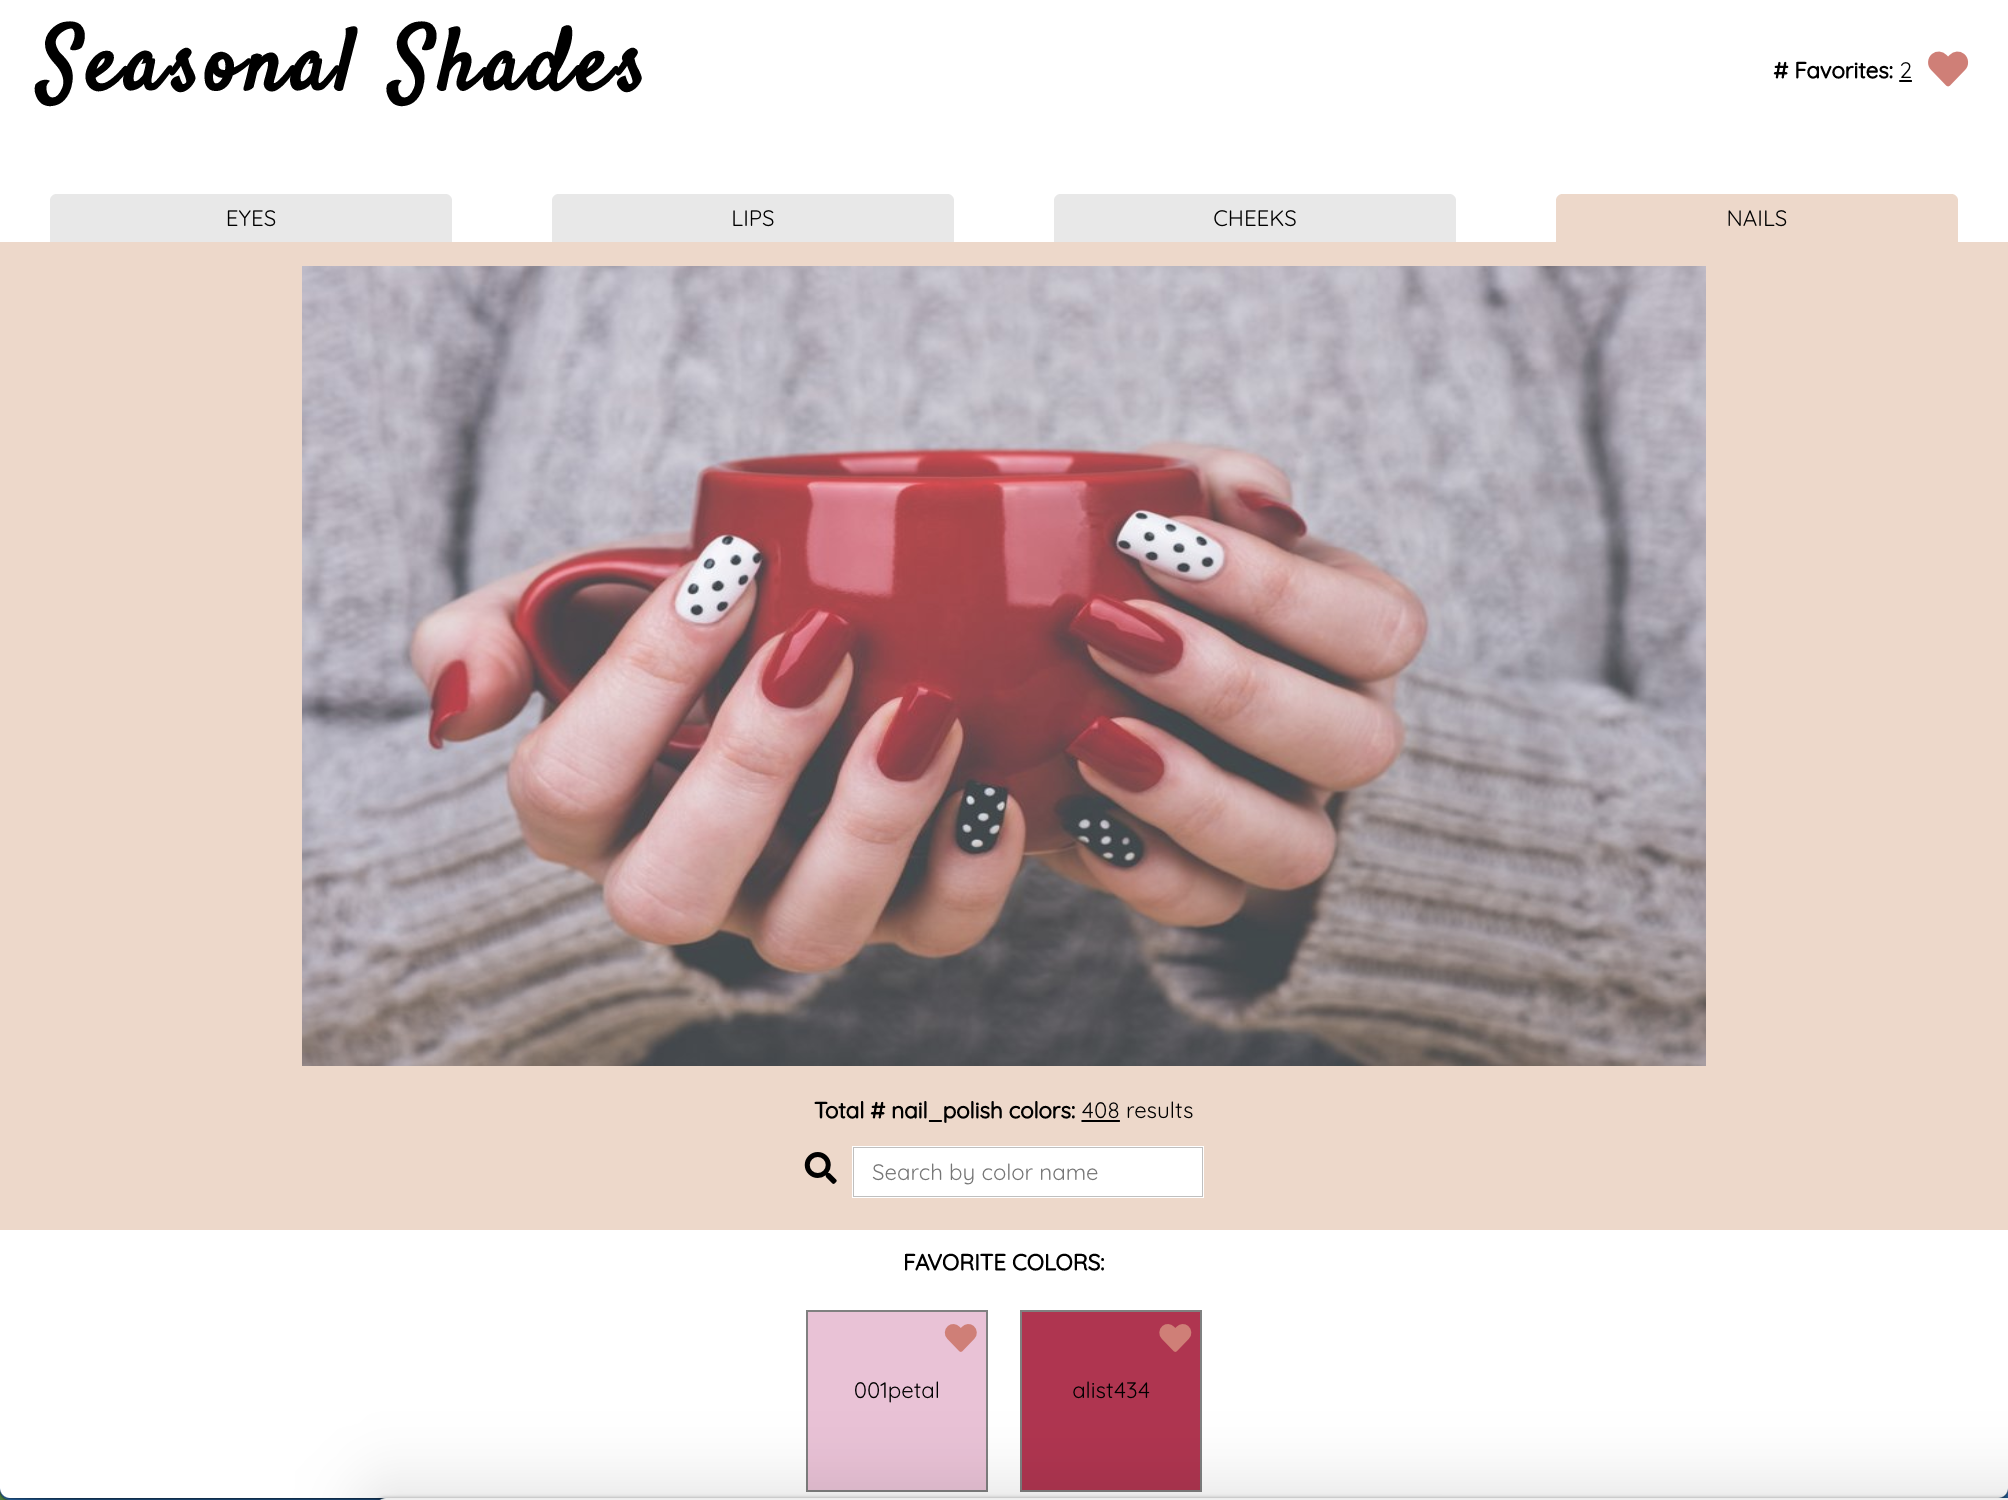 Seasonal Shades
# Favorites: 2
EYES
LIPS
CHEEKS
NAILS
Total # nail_polish colors: 408 results
Search by color name
FAVORITE COLORS:
001petal
alist434